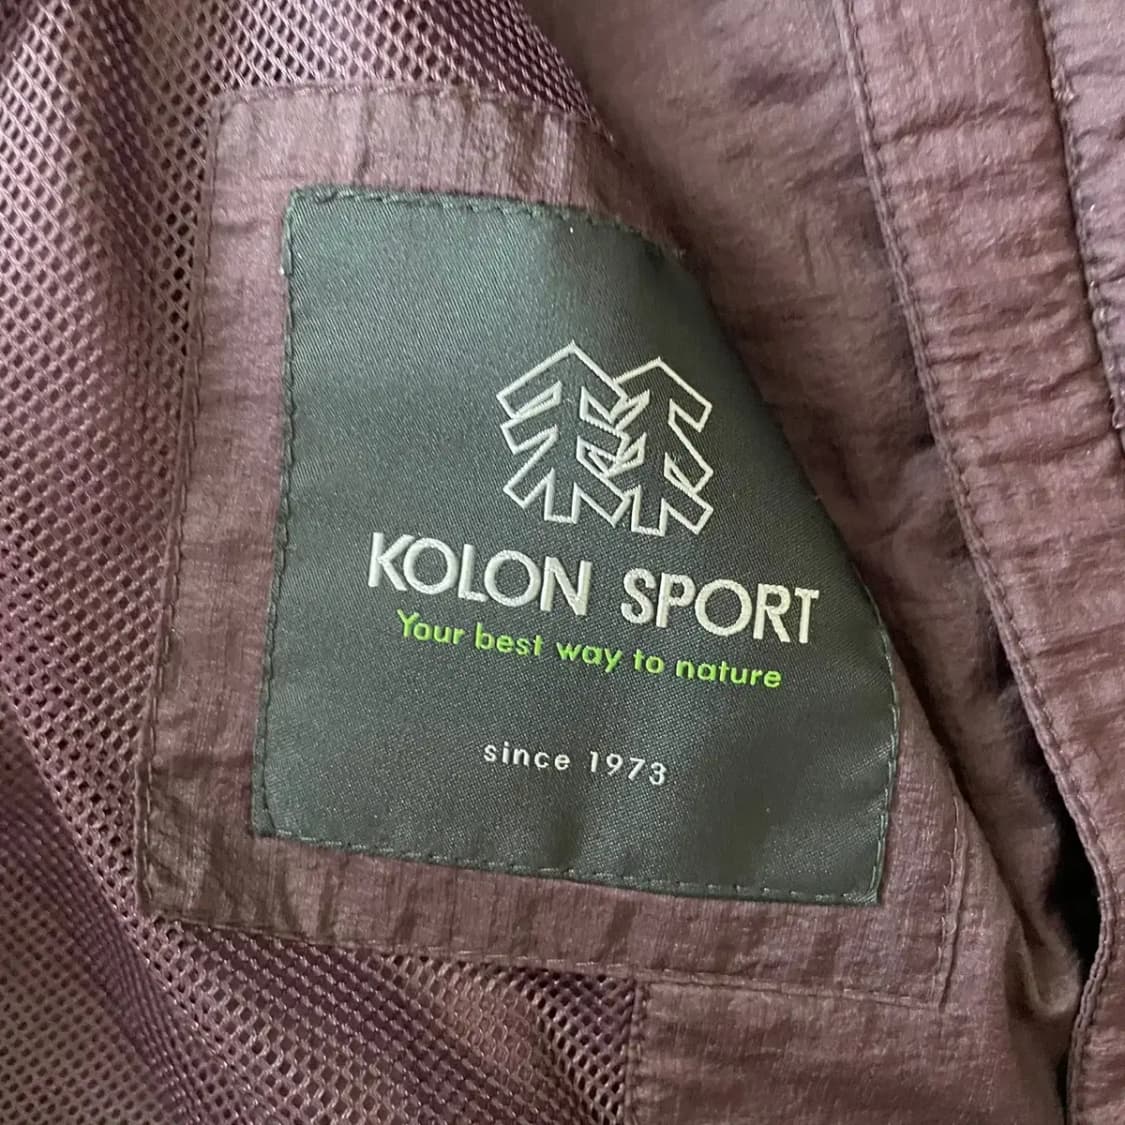 KOLON SPORT
Your best way to nature
since 1973